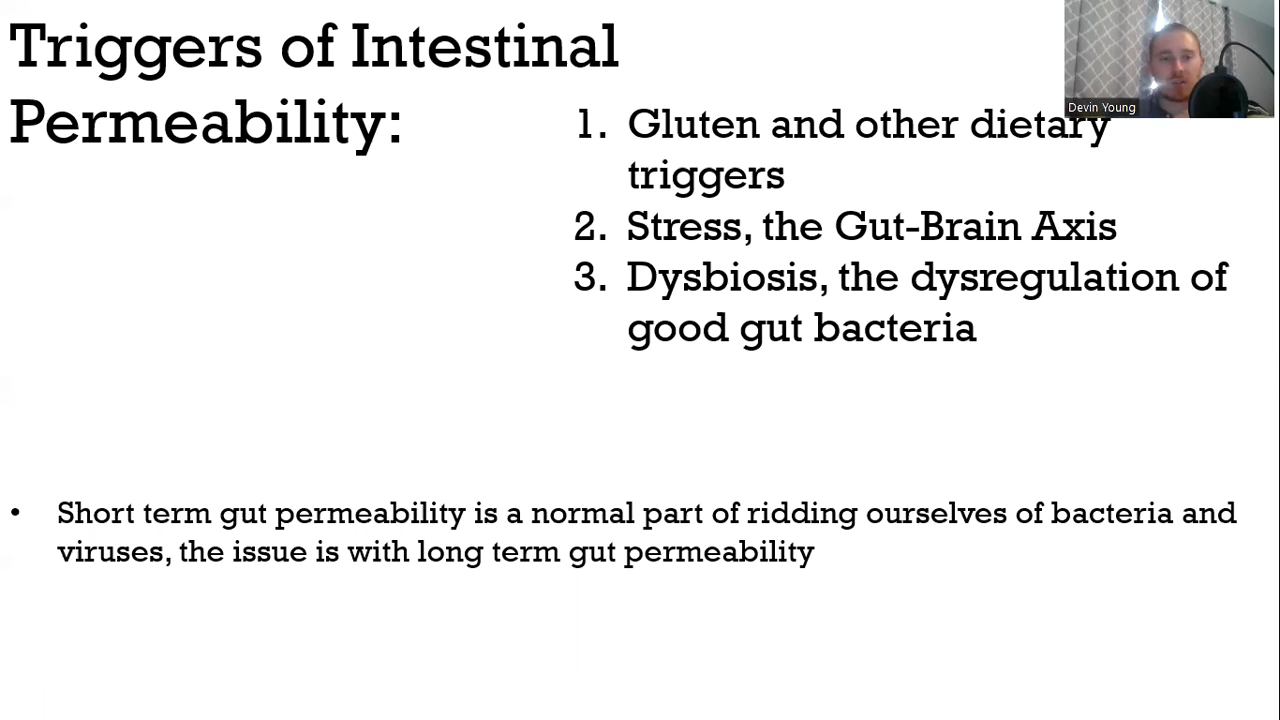 Triggers of Intestinal
Permeability:
Devin Young
1. Gluten and other dietary
triggers
2. Stress, the Gut-Brain Axis
3. Dysbiosis, the dysregulation of
good gut bacteria
• Short term gut permeability is a normal part of ridding ourselves of bacteria and
viruses, the issue is with long term gut permeability